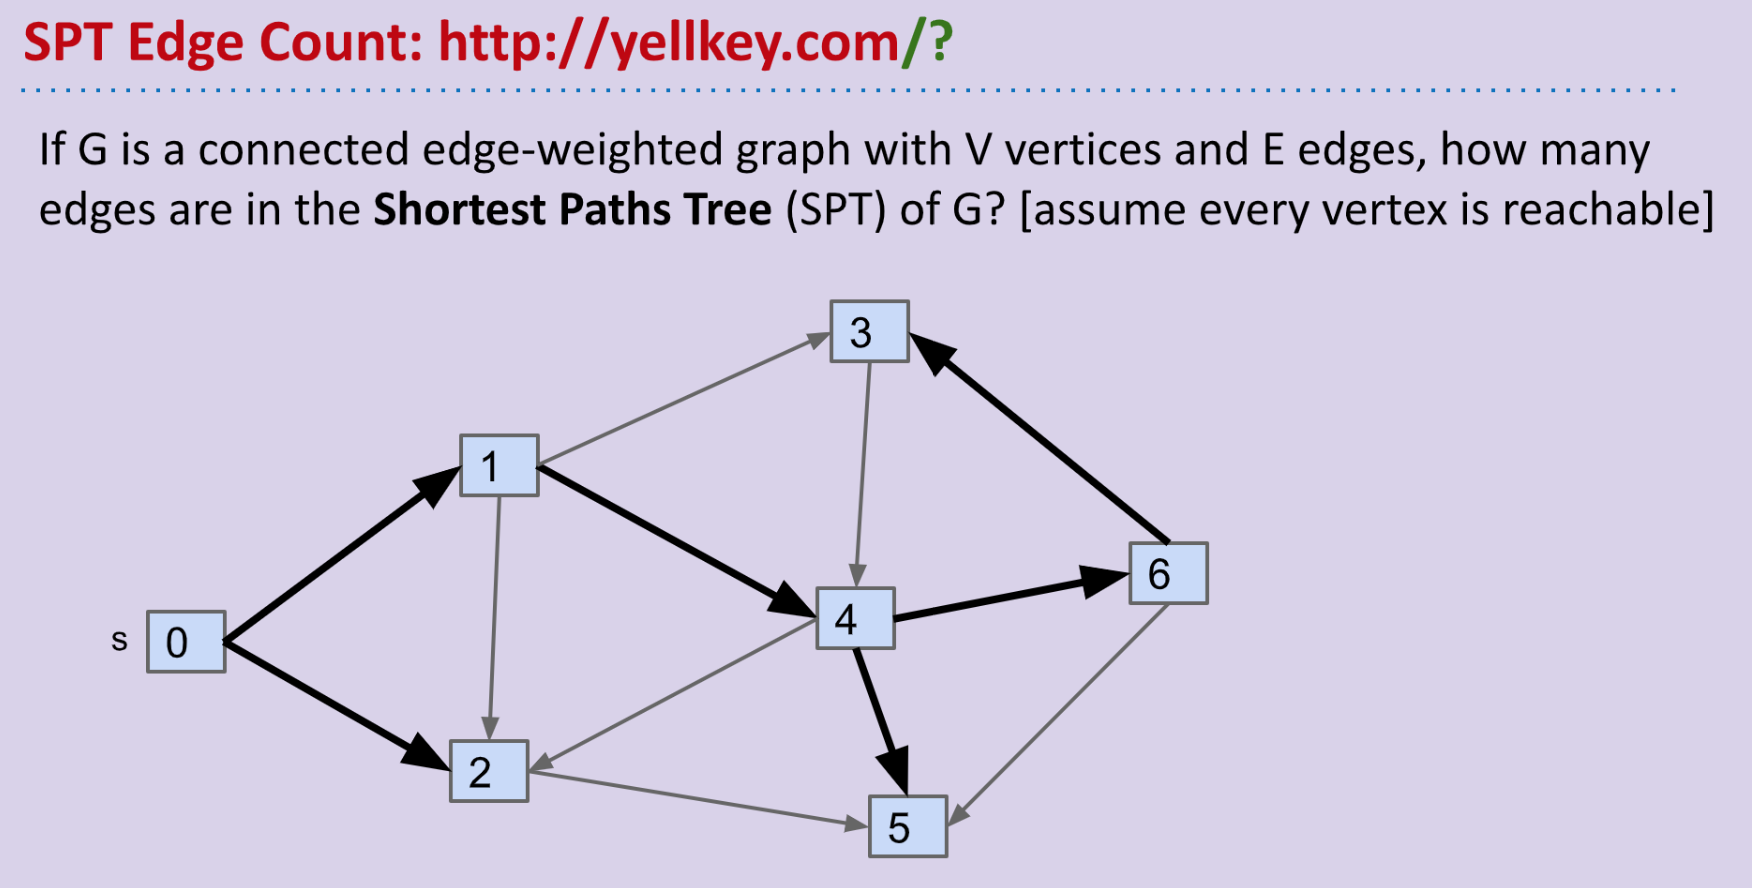 SPT Edge Count: http://yellkey.com/?
If G is a connected edge-weighted graph with V vertices and E edges, how many
edges are in the Shortest Paths Tree (SPT) of G? [assume every vertex is reachable]
3
1
6
4
s 0
2
5